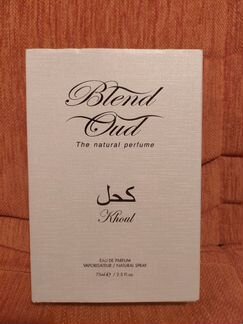 Blend
Oud
The natural perfume
كحل
Khoul
EAU DE PARFUM
VAPORISATEUR / NATURAL SPRAY
75ml ℮ / 2.5 fl.oz